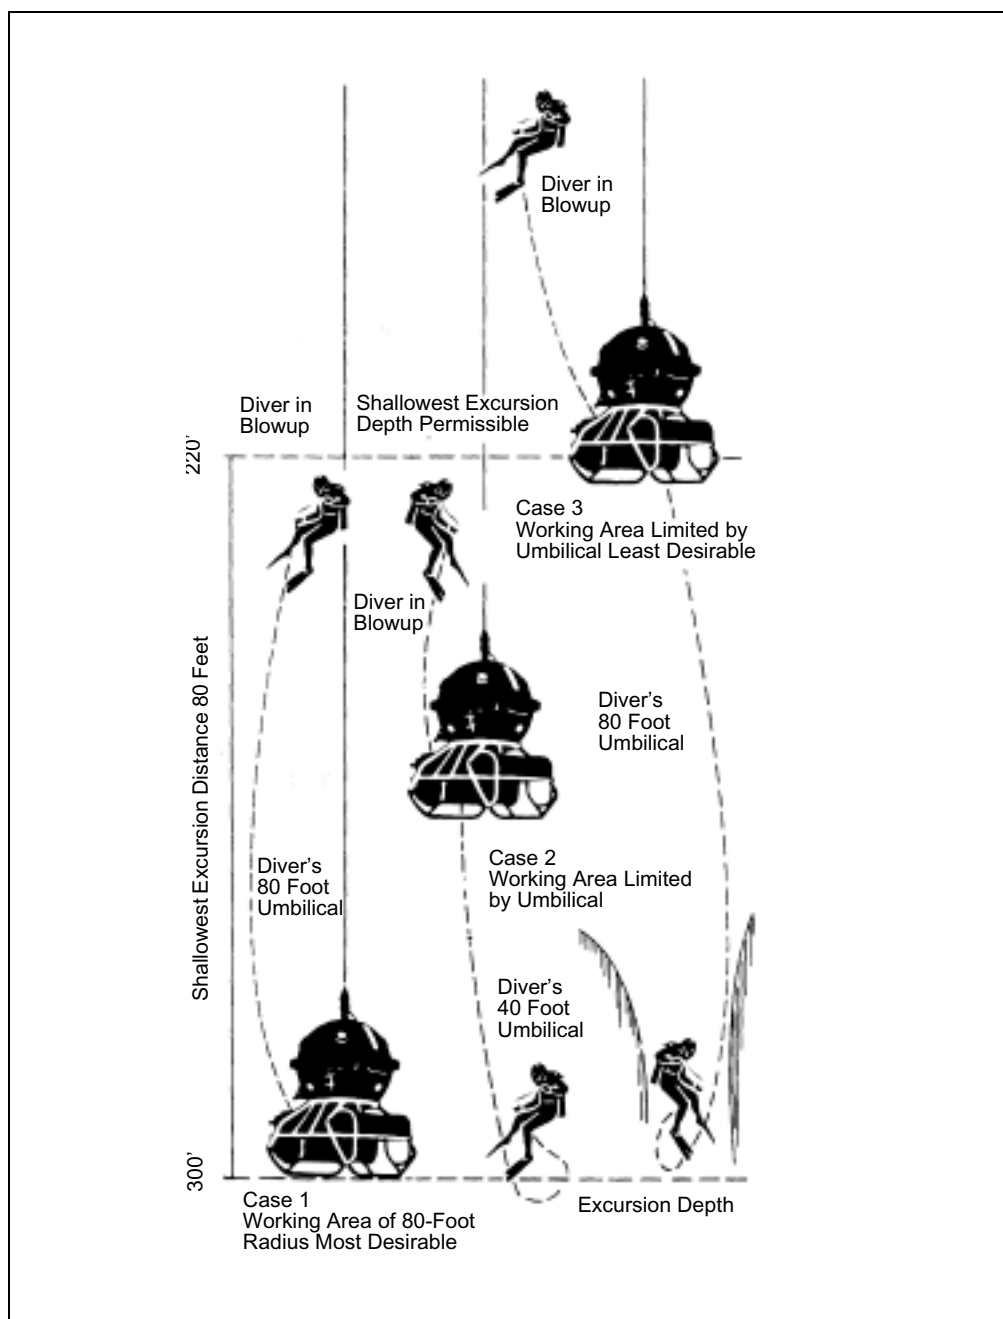 Diver in
Blowup
Diver in
Blowup
Shallowest Excursion
Depth Permissible
220'
Case 3
Working Area Limited by
Umbilical Least Desirable
Diver in
Blowup
Shallowest Excursion Distance 80 Feet
Diver's
80 Foot
Umbilical
Diver's
80 Foot
Umbilical
Case 2
Working Area Limited
by Umbilical
Diver's
40 Foot
Umbilical
300'
Case 1
Working Area of 80-Foot
Radius Most Desirable
Excursion Depth